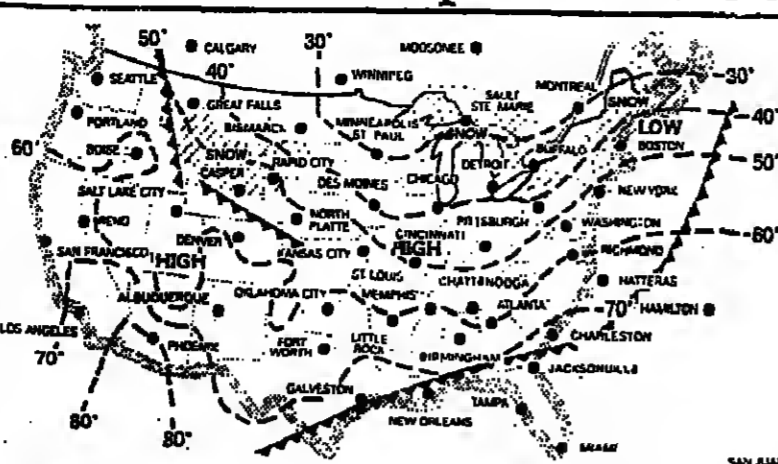 50°
CALGARY
30°
MOOSONEE
SEATTLE
WINNIPEG
MONTREAL
30°
40°
GREAT FALLS
SAULT
STE MARIE
SNOW
PORTLAND
BISMARCK
MINNEAPOLIS
ST PAUL
SNOW
40°
LOW
60°
BOISE
SNOW
RAPID CITY
BUFFALO
BOSTON
CASPER
DETROIT
50°
SALT LAKE CITY
DES MOINES
CHICAGO
NEW YORK
RENO
NORTH
PLATTE
PITTSBURGH
WASHINGTON
60°
DENVER
CINCINNATI
SAN FRANCISCO
HIGH
KANSAS CITY
HIGH
RICHMOND
ST LOUIS
CHATTANOOGA
HATTERAS
ALBUQUERQUE
OKLAHOMA CITY
MEMPHIS
ATLANTA
70°
HAMILTON
LOS ANGELES
PHOENIX
FORT
WORTH
LITTLE
ROCK
BIRMINGHAM
CHARLESTON
70°
JACKSONVILLE
GALVESTON
TAMPA
NEW ORLEANS
80°
80°
MIAMI
SAN JUAN